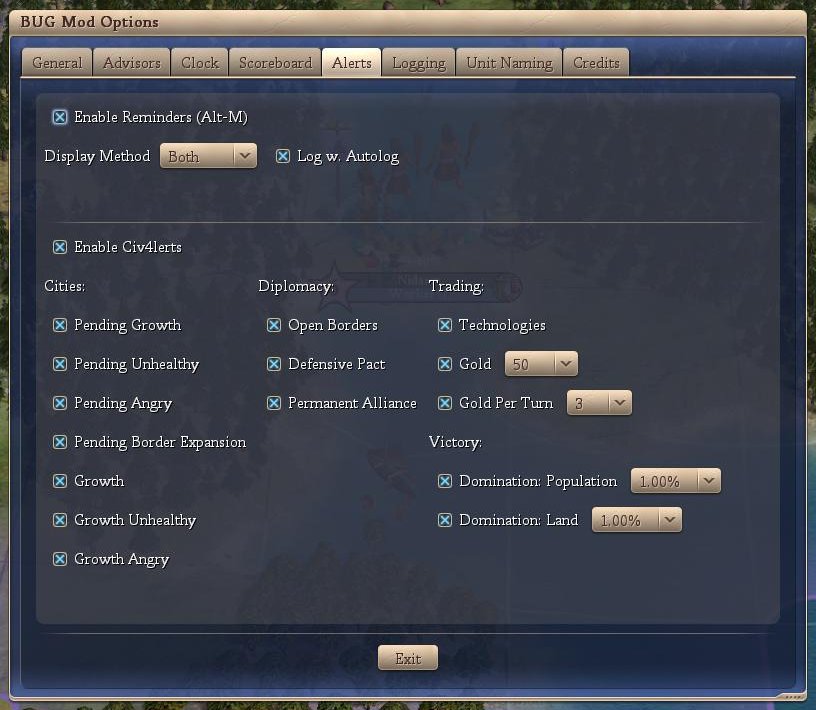 BUG Mod Options
General Advisors Clock Scoreboard Alerts Logging Unit Naming Credits
Enable Reminders (Alt-M)
Display Method Both Log w. Autolog
Enable Civ4lerts
Cities: Diplomacy: Trading:
Pending Growth Open Borders Technologies
Pending Unhealthy Defensive Pact Gold 50
Pending Angry Permanent Alliance Gold Per Turn 3
Pending Border Expansion Victory:
Growth Domination: Population 1.00%
Growth Unhealthy Domination: Land 1.00%
Growth Angry
Exit